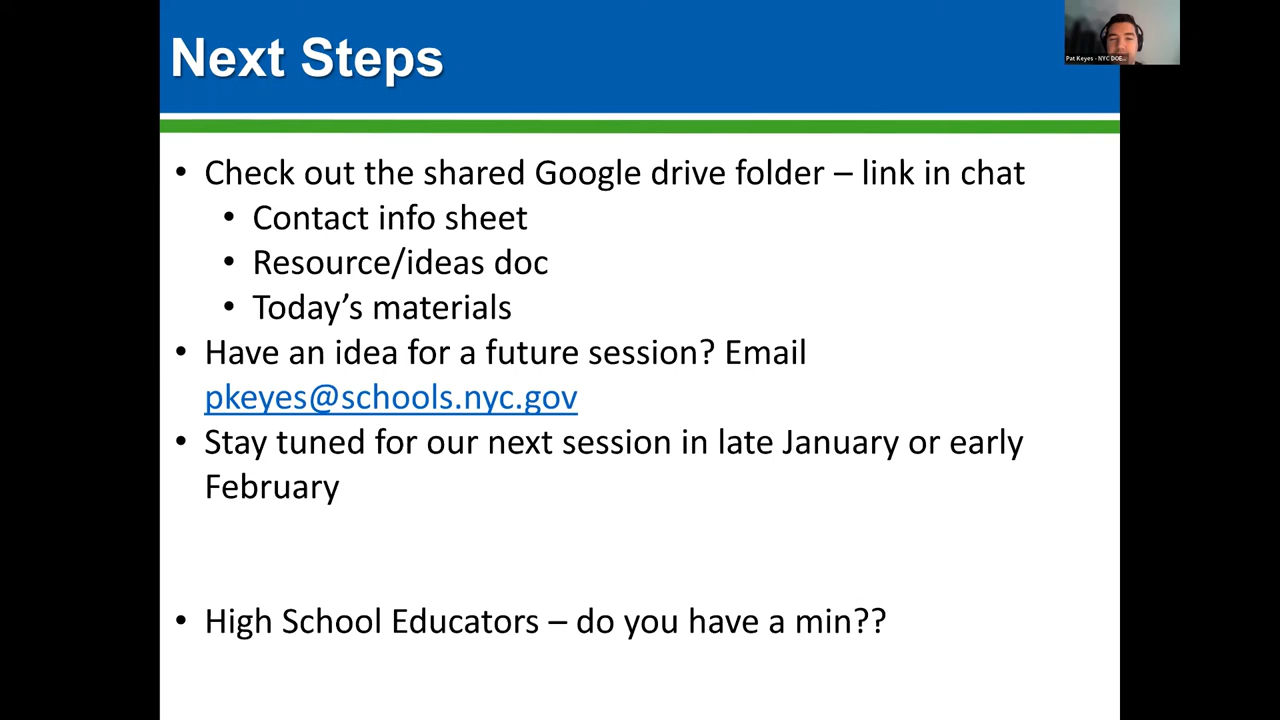 Next Steps
Pat Keyes - NYC DOE...
• Check out the shared Google drive folder – link in chat
• Contact info sheet
• Resource/ideas doc
• Today’s materials
• Have an idea for a future session? Email
pkeyes@schools.nyc.gov
• Stay tuned for our next session in late January or early
February
• High School Educators – do you have a min??